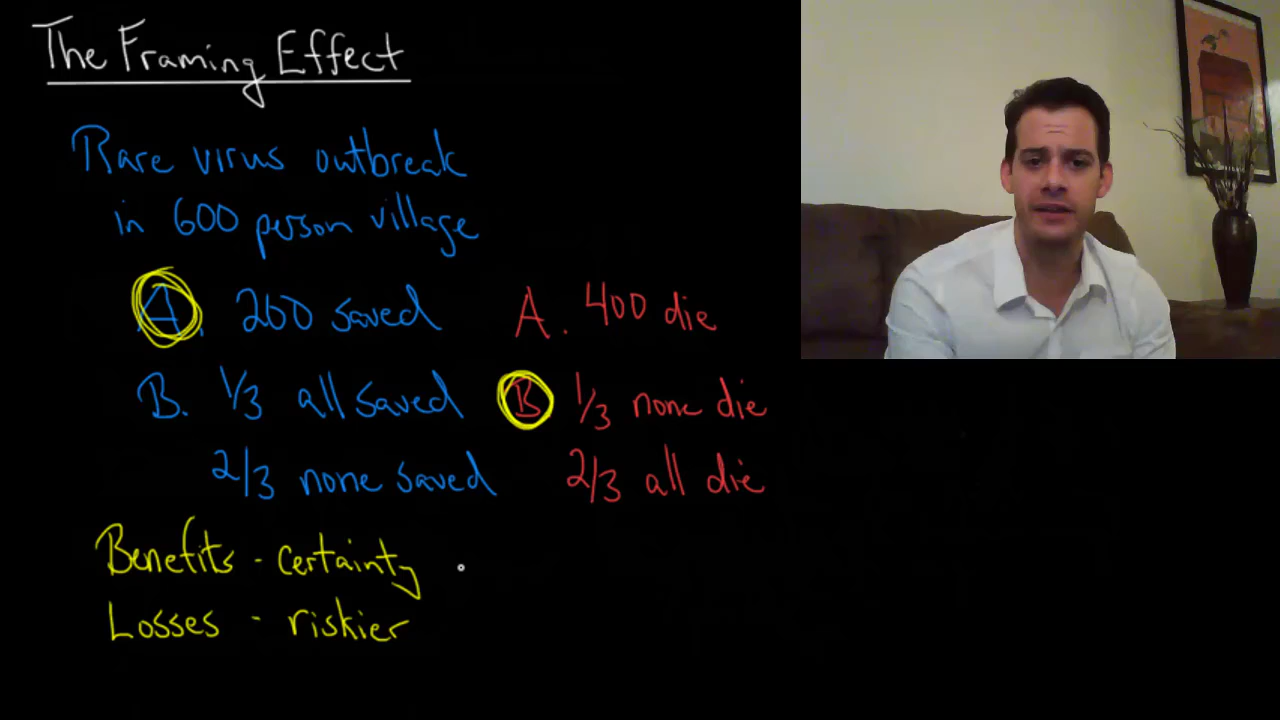 The Framing Effect
Rare virus outbreak
in 600 person village
A. 200 saved
B. 1/3 all saved
2/3 none saved
A. 400 die
B 1/3 none die
2/3 all die
Benefits - certainty
Losses - riskier